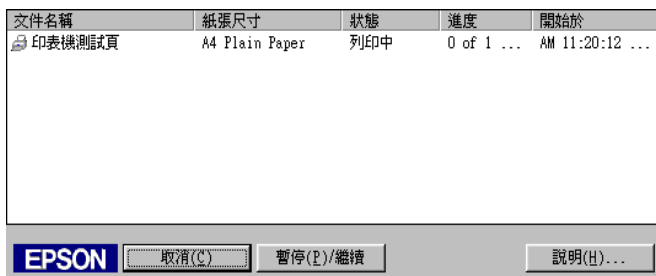 文件名稱 紙張尺寸 狀態 進度 開始於
印表機測試頁 A4 Plain Paper 列印中 0 of 1 ... AM 11:20:12 ...
EPSON 取消(C) 暫停(P)/繼續 說明(H)...